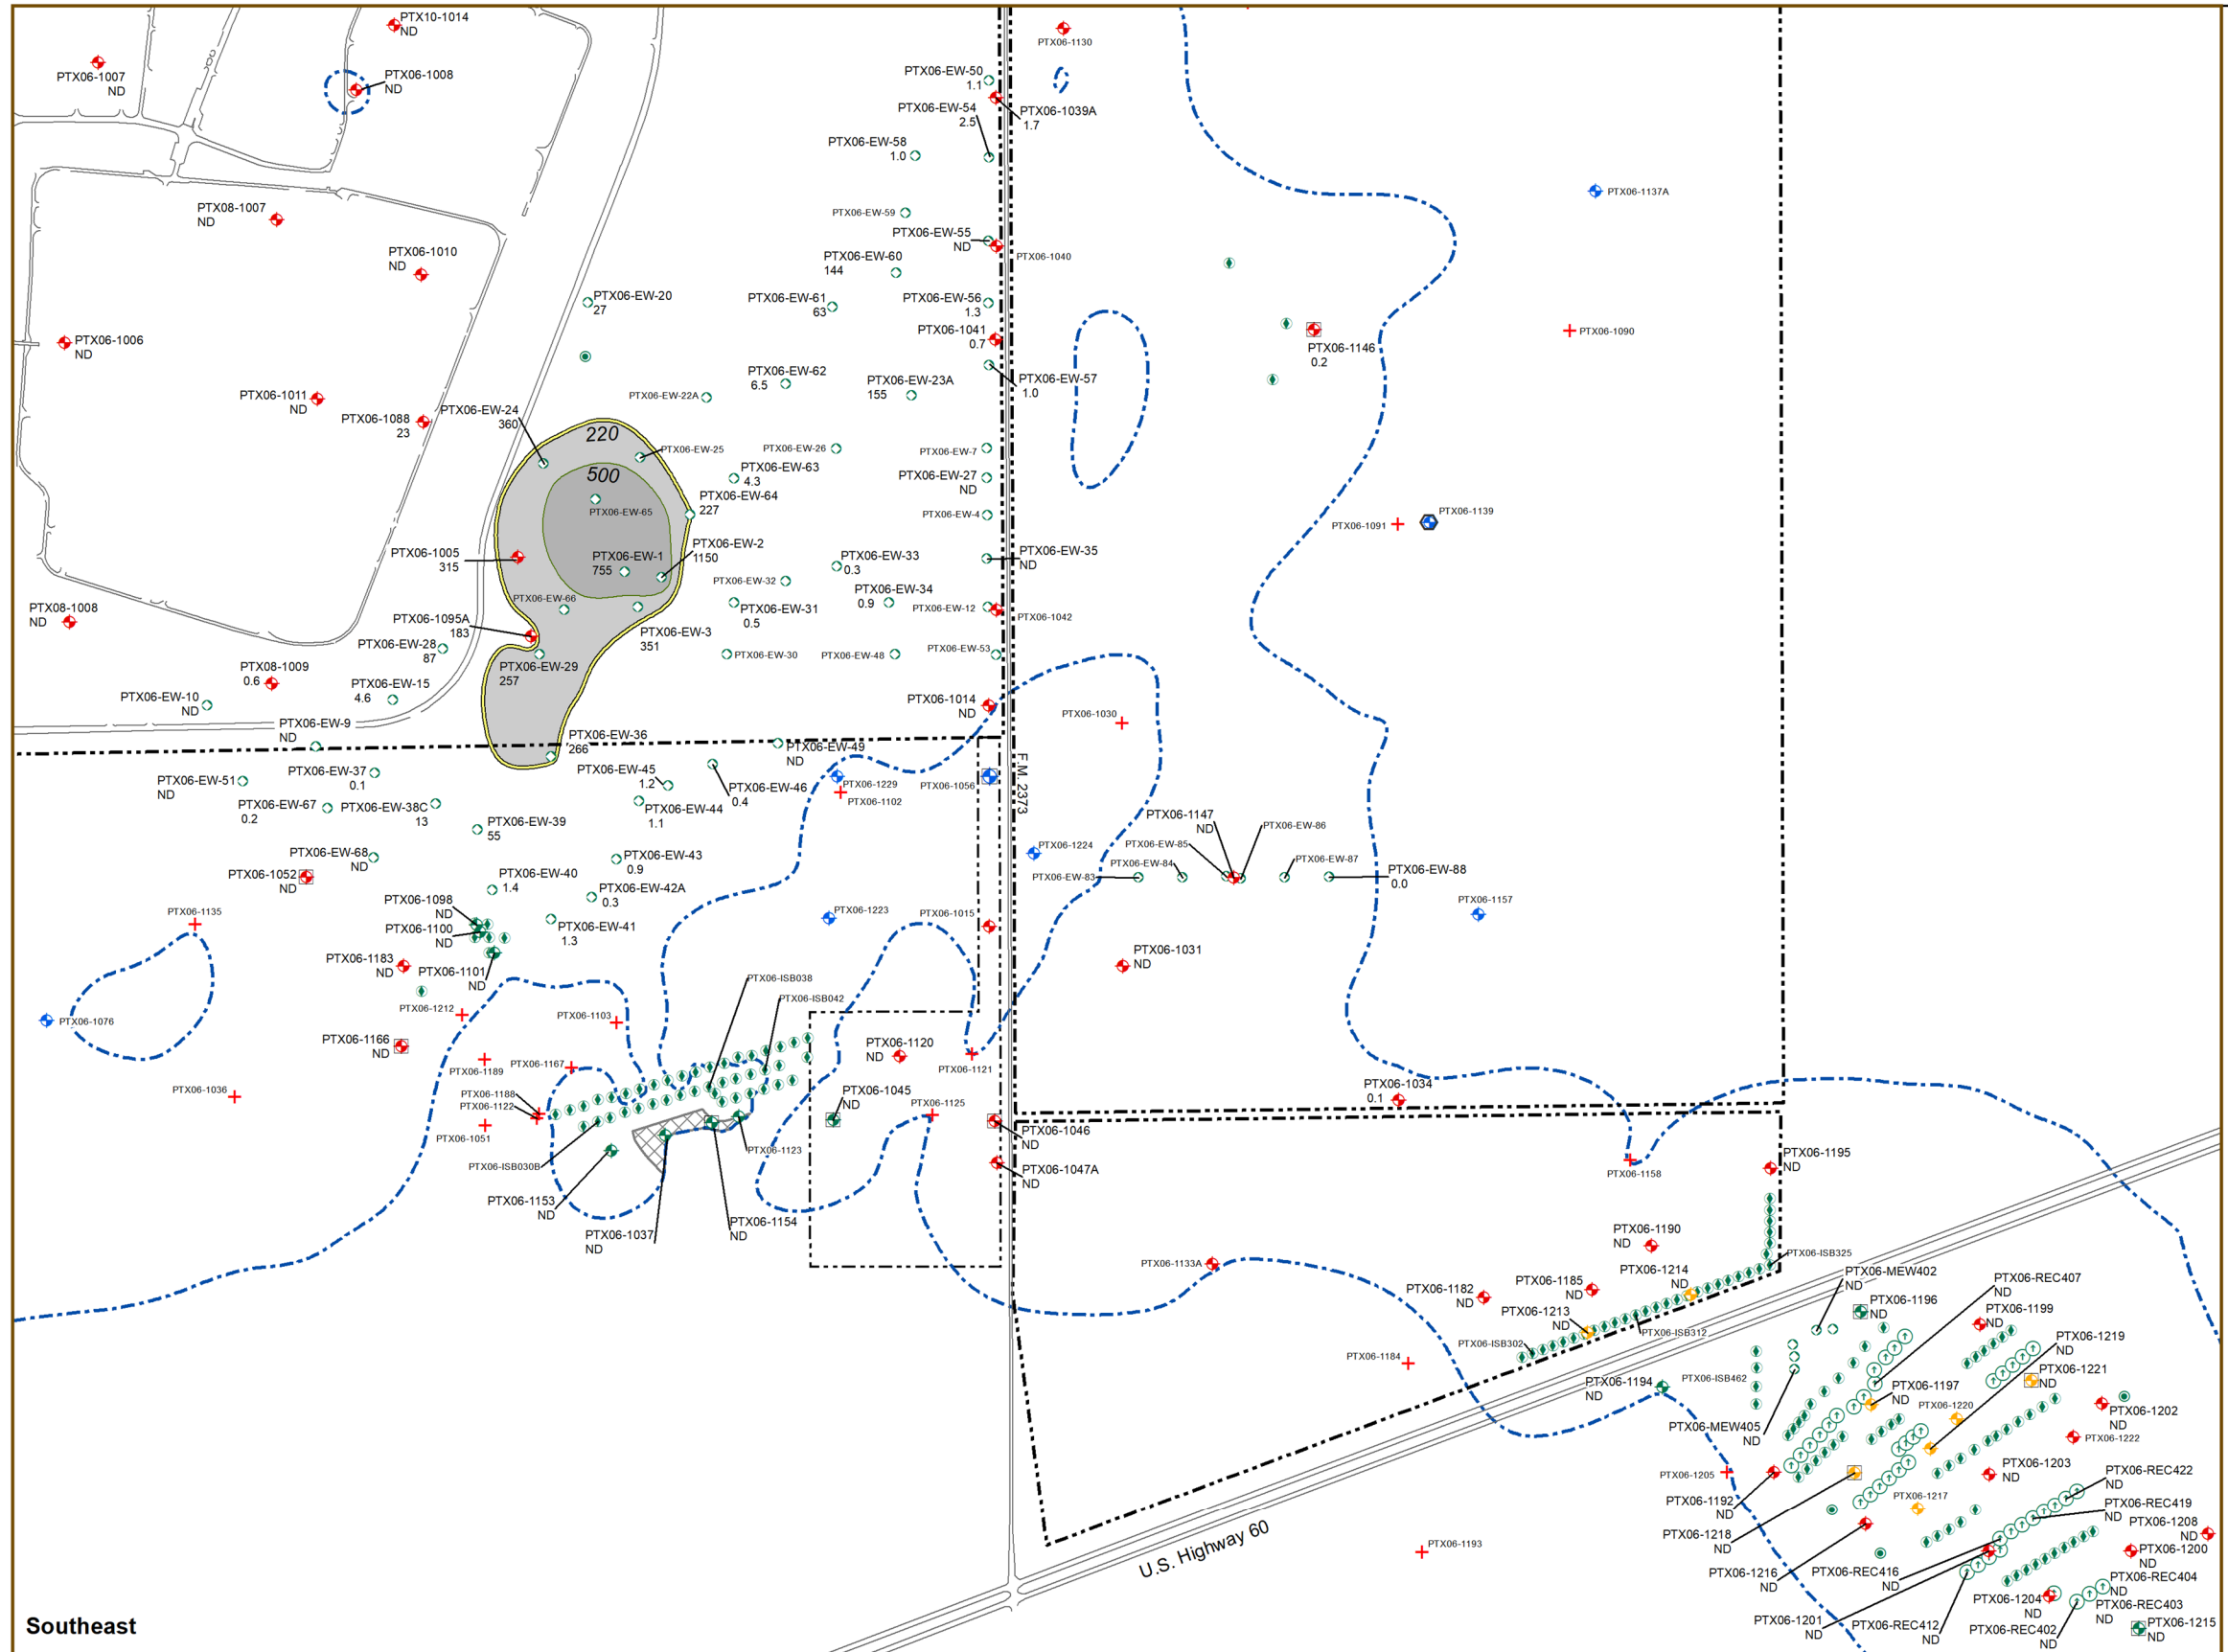 PTX10-1014
ND
PTX06-1007
ND
PTX06-1008
ND
PTX06-1130
PTX06-EW-50
1.1
PTX06-EW-54
2.5
PTX06-1039A
1.7
PTX06-EW-58
1.0
PTX06-1137A
PTX08-1007
ND
PTX06-EW-59
PTX06-EW-55
ND
PTX06-1040
PTX06-1010
ND
PTX06-EW-60
144
PTX06-EW-20
27
PTX06-EW-61
63
PTX06-EW-56
1.3
PTX06-1041
0.7
PTX06-1090
PTX06-1006
ND
PTX06-1146
0.2
PTX06-EW-62
6.5
PTX06-EW-23A
155
PTX06-EW-57
1.0
PTX06-EW-22A
PTX06-1011
ND
PTX06-1088
23
PTX06-EW-24
360
220
PTX06-EW-25
PTX06-EW-26
PTX06-EW-7
500
PTX06-EW-63
4.3
PTX06-EW-27
ND
PTX06-EW-64
227
PTX06-EW-65
PTX06-EW-4
PTX06-1091
PTX06-1139
PTX06-1005
315
PTX06-EW-1
755
PTX06-EW-2
1150
PTX06-EW-33
0.3
PTX06-EW-35
ND
PTX06-EW-32
PTX06-EW-66
PTX06-EW-31
0.5
PTX06-EW-34
0.9
PTX06-EW-12
PTX06-1042
PTX08-1008
ND
PTX06-1095A
183
PTX06-EW-3
351
PTX06-EW-28
87
PTX06-EW-30
PTX06-EW-48
PTX06-EW-53
PTX08-1009
0.6
PTX06-EW-29
257
PTX06-EW-10
ND
PTX06-EW-15
4.6
PTX06-1014
ND
PTX06-1030
PTX06-EW-9
ND
PTX06-EW-36
266
PTX06-EW-49
ND
PTX06-EW-51
ND
PTX06-EW-37
0.1
PTX06-EW-45
1.2
PTX06-EW-46
0.4
PTX06-1229
PTX06-1102
PTX06-1056
F.M. 2373
PTX06-EW-67
0.2
PTX06-EW-38C
13
PTX06-EW-44
1.1
PTX06-EW-39
55
PTX06-1147
ND
PTX06-EW-86
PTX06-EW-85
PTX06-1224
PTX06-EW-84
PTX06-EW-87
PTX06-EW-83
PTX06-EW-88
0.0
PTX06-EW-68
ND
PTX06-EW-43
0.9
PTX06-1052
ND
PTX06-EW-40
1.4
PTX06-EW-42A
0.3
PTX06-1098
ND
PTX06-1157
PTX06-1135
PTX06-1223
PTX06-1015
PTX06-1100
ND
PTX06-EW-41
1.3
PTX06-1183
ND
PTX06-1101
ND
PTX06-1031
ND
PTX06-ISB038
PTX06-ISB042
PTX06-1212
PTX06-1103
PTX06-1076
PTX06-1166
ND
PTX06-1120
ND
PTX06-1189
PTX06-1167
PTX06-1121
PTX06-1036
PTX06-1188
PTX06-1122
PTX06-1045
ND
PTX06-1125
PTX06-1034
0.1
PTX06-1051
PTX06-1046
ND
PTX06-1123
PTX06-ISB030B
PTX06-1047A
ND
PTX06-1158
PTX06-1195
ND
PTX06-1153
ND
PTX06-1037
ND
PTX06-1154
ND
PTX06-1190
ND
PTX06-ISB325
PTX06-1133A
PTX06-1214
ND
PTX06-MEW402
ND
PTX06-REC407
ND
PTX06-1182
ND
PTX06-1185
ND
PTX06-1196
ND
PTX06-1199
ND
PTX06-1213
ND
PTX06-ISB312
PTX06-ISB302
PTX06-1219
ND
PTX06-1184
PTX06-1194
ND
PTX06-ISB462
PTX06-1221
ND
PTX06-1197
ND
PTX06-1220
PTX06-1202
ND
PTX06-MEW405
ND
PTX06-1222
PTX06-1205
PTX06-1203
ND
PTX06-REC422
ND
PTX06-1192
ND
PTX06-1217
PTX06-REC419
ND
PTX06-1208
ND
PTX06-1218
ND
U.S. Highway 60
PTX06-1193
PTX06-1200
ND
PTX06-1216
ND
PTX06-REC416
ND
PTX06-REC404
ND
PTX06-1204
ND
PTX06-REC403
ND
PTX06-1201
ND
PTX06-REC412
ND
PTX06-REC402
ND
PTX06-1215
ND
Southeast